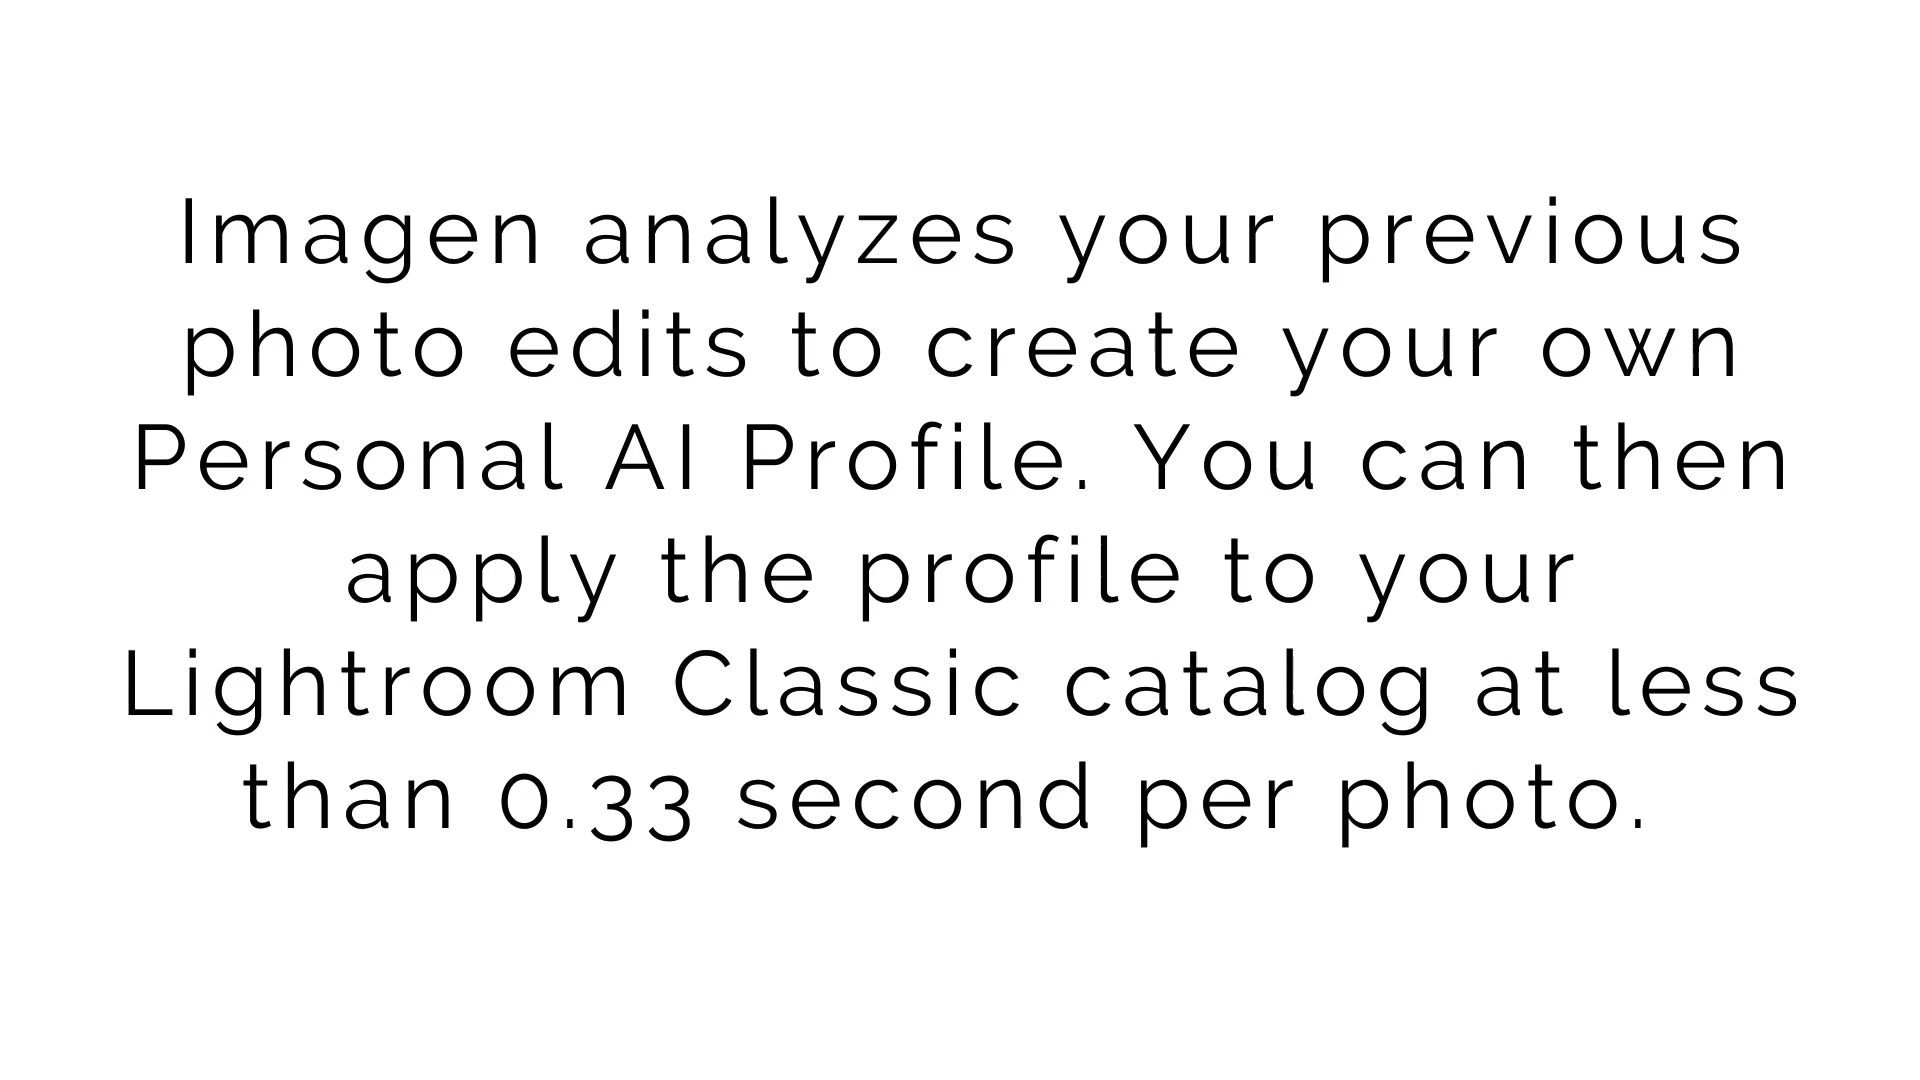 Imagen analyzes your previous
photo edits to create your own
Personal AI Profile. You can then
apply the profile to your
Lightroom Classic catalog at less
than 0.33 second per photo.